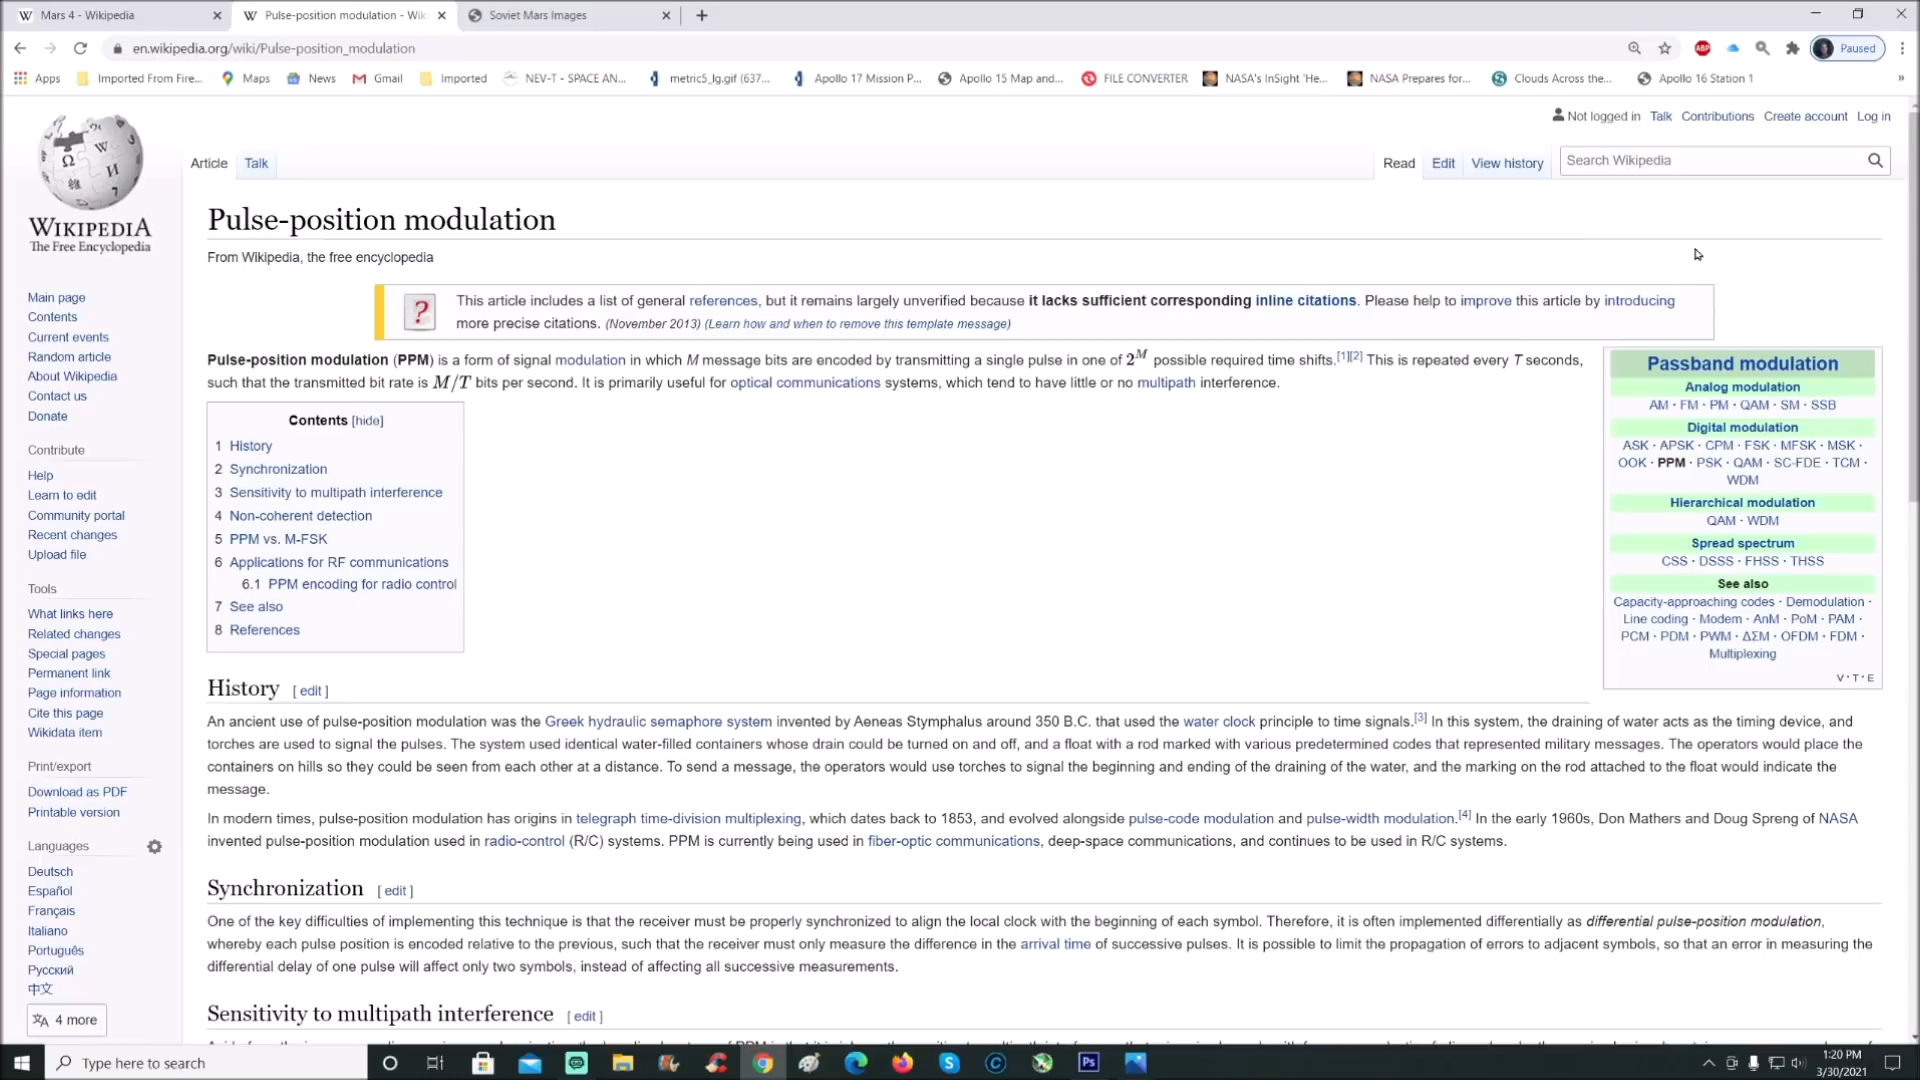 Mars 4 - Wikipedia
Pulse-position modulation - Wik
Soviet Mars Images
en.wikipedia.org/wiki/Pulse-position_modulation
Paused
Apps
Imported From Fire...
Maps
News
Gmail
Imported
NEV-T - SPACE AN...
metric5_lg.gif (637...
Apollo 17 Mission P...
Apollo 15 Map and...
FILE CONVERTER
NASA's InSight 'He...
NASA Prepares for...
Clouds Across the...
Apollo 16 Station 1
Not logged in Talk Contributions Create account Log in
Article Talk
Read Edit View history Search Wikipedia
WIKIPEDIA
The Free Encyclopedia
Main page
Contents
Current events
Random article
About Wikipedia
Contact us
Donate
Contribute
Help
Learn to edit
Community portal
Recent changes
Upload file
Tools
What links here
Related changes
Special pages
Permanent link
Page information
Cite this page
Wikidata item
Print/export
Download as PDF
Printable version
Languages
Deutsch
Español
Français
Italiano
Português
Русский
中文
4 more
Pulse-position modulation
From Wikipedia, the free encyclopedia
This article includes a list of general references, but it remains largely unverified because it lacks sufficient corresponding inline citations. Please help to improve this article by introducing
more precise citations. (November 2013) (Learn how and when to remove this template message)
Pulse-position modulation (PPM) is a form of signal modulation in which M message bits are encoded by transmitting a single pulse in one of 2^M possible required time shifts.[1][2] This is repeated every T seconds,
such that the transmitted bit rate is M/T bits per second. It is primarily useful for optical communications systems, which tend to have little or no multipath interference.
Contents [hide]
1 History
2 Synchronization
3 Sensitivity to multipath interference
4 Non-coherent detection
5 PPM vs. M-FSK
6 Applications for RF communications
6.1 PPM encoding for radio control
7 See also
8 References
Passband modulation
Analog modulation
AM · FM · PM · QAM · SM · SSB
Digital modulation
ASK · APSK · CPM · FSK · MFSK · MSK ·
OOK · PPM · PSK · QAM · SC-FDE · TCM ·
WDM
Hierarchical modulation
QAM · WDM
Spread spectrum
CSS · DSSS · FHSS · THSS
See also
Capacity-approaching codes · Demodulation ·
Line coding · Modem · AnM · PoM · PAM ·
PCM · PDM · PWM · ΔΣM · OFDM · FDM ·
Multiplexing
V · T · E
History [ edit ]
An ancient use of pulse-position modulation was the Greek hydraulic semaphore system invented by Aeneas Stymphalus around 350 B.C. that used the water clock principle to time signals.[3] In this system, the draining of water acts as the timing device, and
torches are used to signal the pulses. The system used identical water-filled containers whose drain could be turned on and off, and a float with a rod marked with various predetermined codes that represented military messages. The operators would place the
containers on hills so they could be seen from each other at a distance. To send a message, the operators would use torches to signal the beginning and ending of the draining of the water, and the marking on the rod attached to the float would indicate the
message.
In modern times, pulse-position modulation has origins in telegraph time-division multiplexing, which dates back to 1853, and evolved alongside pulse-code modulation and pulse-width modulation.[4] In the early 1960s, Don Mathers and Doug Spreng of NASA
invented pulse-position modulation used in radio-control (R/C) systems. PPM is currently being used in fiber-optic communications, deep-space communications, and continues to be used in R/C systems.
Synchronization [ edit ]
One of the key difficulties of implementing this technique is that the receiver must be properly synchronized to align the local clock with the beginning of each symbol. Therefore, it is often implemented differentially as differential pulse-position modulation,
whereby each pulse position is encoded relative to the previous, such that the receiver must only measure the difference in the arrival time of successive pulses. It is possible to limit the propagation of errors to adjacent symbols, so that an error in measuring the
differential delay of one pulse will affect only two symbols, instead of affecting all successive measurements.
Sensitivity to multipath interference [ edit ]
Type here to search
1:20 PM
3/30/2021